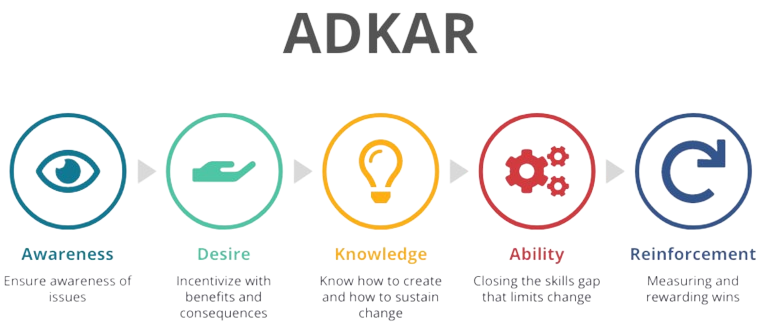 ADKAR
Awareness
Ensure awareness of
issues
Desire
Incentivize with
benefits and
consequences
Knowledge
Know how to create
and how to sustain
change
Ability
Closing the skills gap
that limits change
Reinforcement
Measuring and
rewarding wins